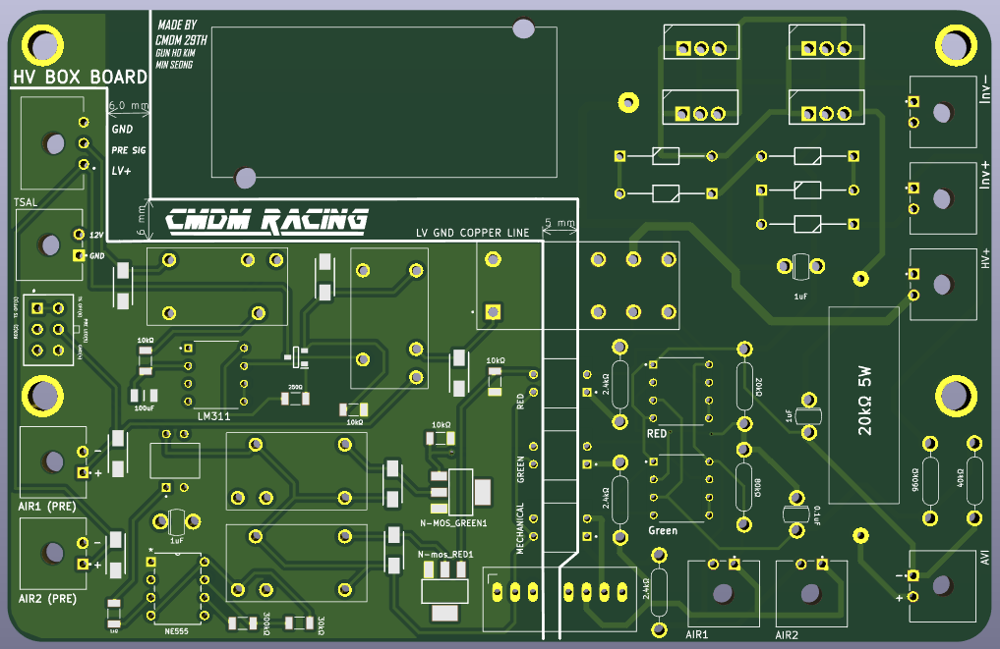 MADE BY
CMDM 29TH
GUN HO KIM
MIN SEONG
HV BOX BOARD
6.0 mm
GND
PRE SIG
LV+
TSAL
12V
GND
6 mm
CMDM RACING
LV GND COPPER LINE
5 mm
Inv-
Inv+
HV+
1uF
10kΩ
100uF
LM311
250Ω
10kΩ
10kΩ
10kΩ
RED
GREEN
MECHANICAL
2.4kΩ
2.4kΩ
2.4kΩ
RED
Green
20kΩ
80kΩ
1uF
0.1uF
20kΩ 5W
960kΩ
40kΩ
-
+
AIR1 (PRE)
-
+
AIR2 (PRE)
1uF
NE555
300kΩ
30kΩ
N-MOS_GREEN1
N-mos_RED1
AIR1
AIR2
AVI
-
+